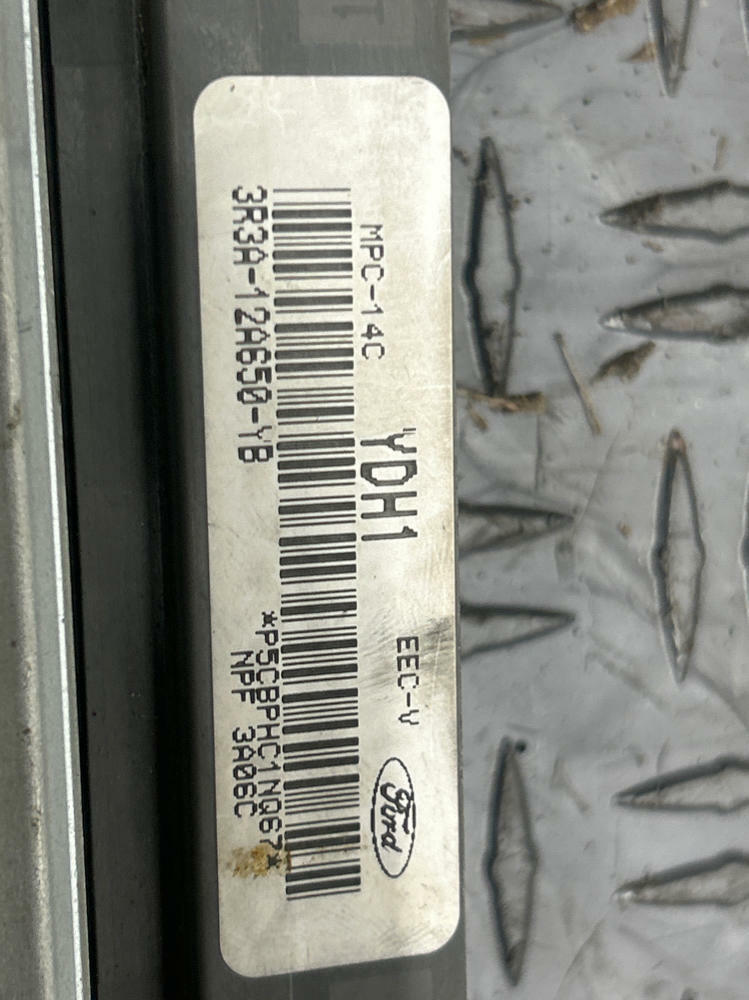 MPC-14C
YDH1
EEC-V
Ford
3R3A-12A650-YB
*P5CBPHC1NQ67*
NPF 3A06C